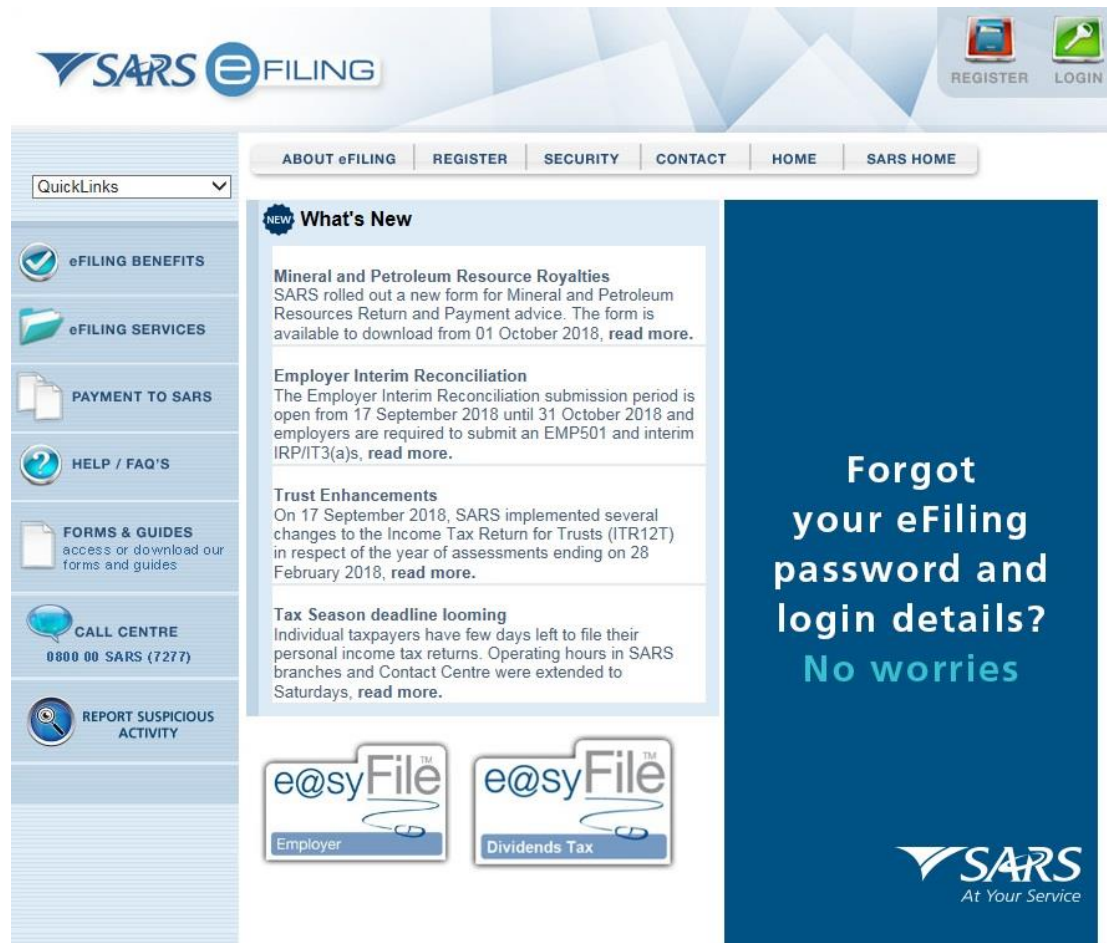 SARS eFILING
REGISTER
LOGIN
ABOUT eFILING
REGISTER
SECURITY
CONTACT
HOME
SARS HOME
QuickLinks
eFILING BENEFITS
eFILING SERVICES
PAYMENT TO SARS
HELP / FAQ'S
FORMS & GUIDES
access or download our
forms and guides
CALL CENTRE
0800 00 SARS (7277)
REPORT SUSPICIOUS
ACTIVITY
NEW What's New
Mineral and Petroleum Resource Royalties
SARS rolled out a new form for Mineral and Petroleum
Resources Return and Payment advice. The form is
available to download from 01 October 2018, read more.
Employer Interim Reconciliation
The Employer Interim Reconciliation submission period is
open from 17 September 2018 until 31 October 2018 and
employers are required to submit an EMP501 and interim
IRP/IT3(a)s, read more.
Trust Enhancements
On 17 September 2018, SARS implemented several
changes to the Income Tax Return for Trusts (ITR12T)
in respect of the year of assessments ending on 28
February 2018, read more.
Tax Season deadline looming
Individual taxpayers have few days left to file their
personal income tax returns. Operating hours in SARS
branches and Contact Centre were extended to
Saturdays, read more.
e@syFile™
Employer
e@syFile™
Dividends Tax
Forgot
your eFiling
password and
login details?
No worries
SARS
At Your Service